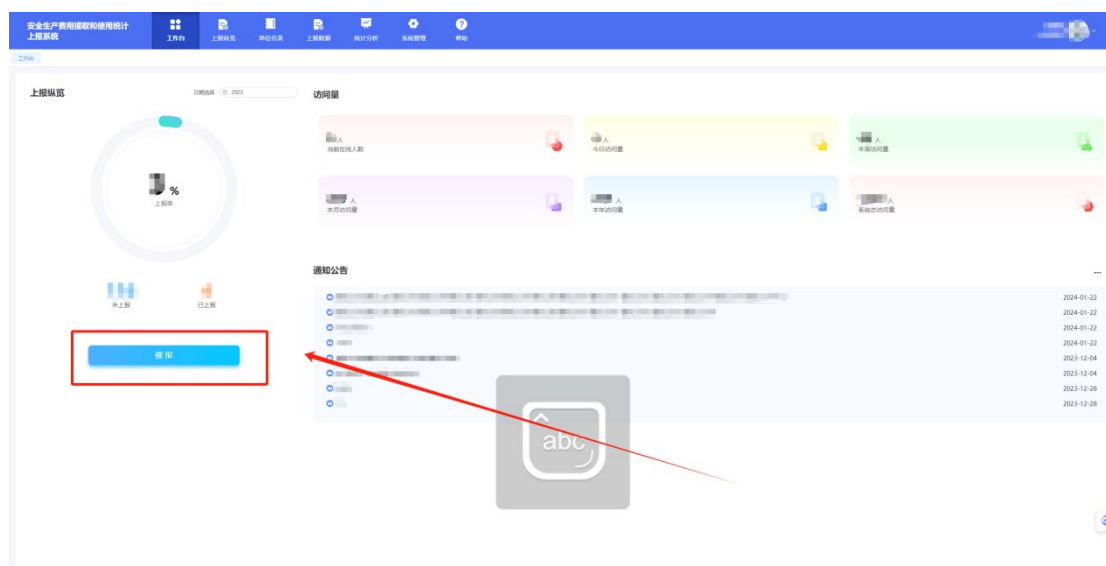 安全生产费用提取和使用统计
上报系统
工作台
上报纵览
单位名录
上报数据
统计分析
系统管理
帮助
工作台
上报纵览
日期选择
2023
%
上报率
未上报
已上报
催报
访问量
人
当前在线人数
人
今日访问量
人
本周访问量
人
本月访问量
人
本年访问量
人
系统总访问量
通知公告
...
2024-01-22
2024-01-22
2024-01-22
2024-01-22
2023-12-04
2023-12-04
2023-12-28
2023-12-28
abc